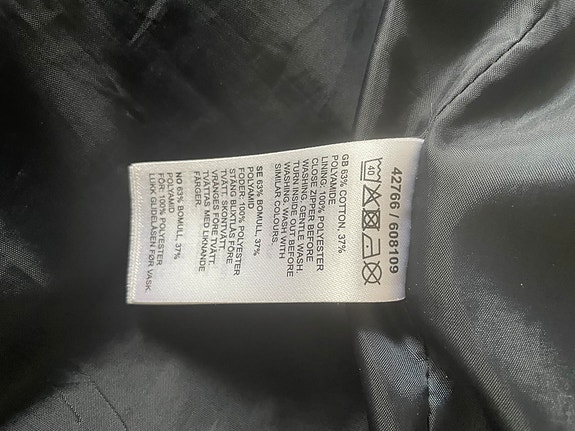 42766 / 608109
40
GB 63% COTTON, 37%
POLYAMIDE
LINING: 100% POLYESTER
CLOSE ZIPPER BEFORE
WASHING. GENTLE WASH.
TURN INSIDE OUT BEFORE
WASHING. WASH WITH
SIMILAR COLOURS.
SE 63% BOMULL, 37%
POLYAMID
FODER: 100% POLYESTER
STÄNG BLIXTLÅS FÖRE
TVÄTT. SKONTVÄTT.
VRÄNGES FÖRE TVÄTT.
TVÄTTAS MED LIKNANDE
FÄRGER.
NO 63% BOMULL, 37%
POLYAMID
FÔR: 100% POLYESTER
LUKK GLIDELÅSEN FØR VASK.